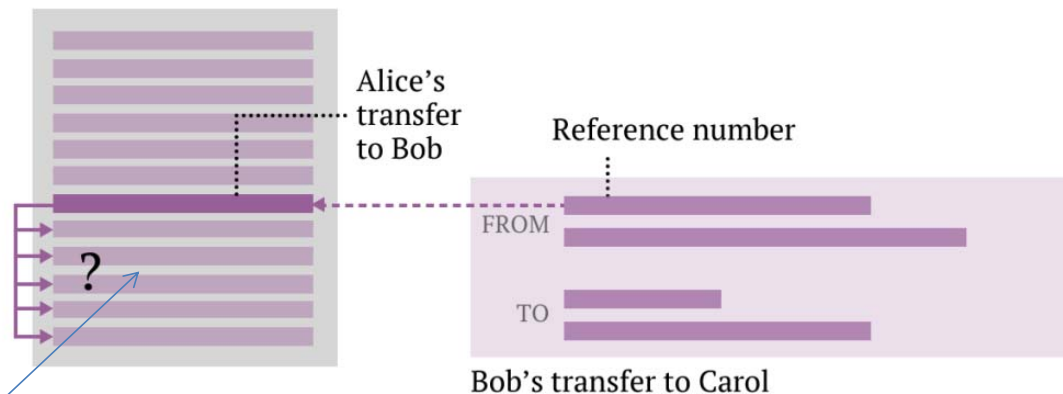 Alice’s
transfer
to Bob
Reference number
FROM
?
TO
Bob’s transfer to Carol